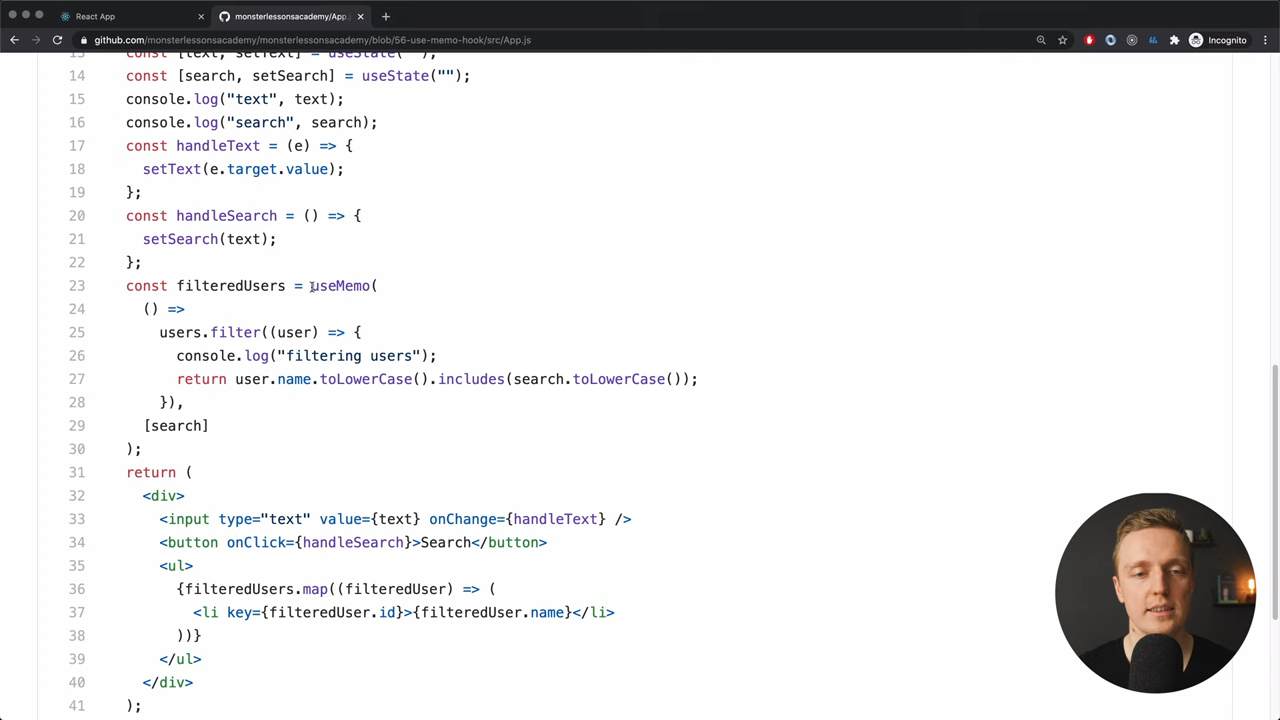 React App
monsterlessonsacademy/App.
github.com/monsterlessonsacademy/monsterlessonsacademy/blob/56-use-memo-hook/src/App.js
Incognito
13 const [text, setText] = useState("");
14 const [search, setSearch] = useState("");
15 console.log("text", text);
16 console.log("search", search);
17 const handleText = (e) => {
18 setText(e.target.value);
19 };
20 const handleSearch = () => {
21 setSearch(text);
22 };
23 const filteredUsers = useMemo(
24 () =>
25 users.filter((user) => {
26 console.log("filtering users");
27 return user.name.toLowerCase().includes(search.toLowerCase());
28 }),
29 [search]
30 );
31 return (
32 <div>
33 <input type="text" value={text} onChange={handleText} />
34 <button onClick={handleSearch}>Search</button>
35 <ul>
36 {filteredUsers.map((filteredUser) => (
37 <li key={filteredUser.id}>{filteredUser.name}</li>
38 ))}
39 </ul>
40 </div>
41 );